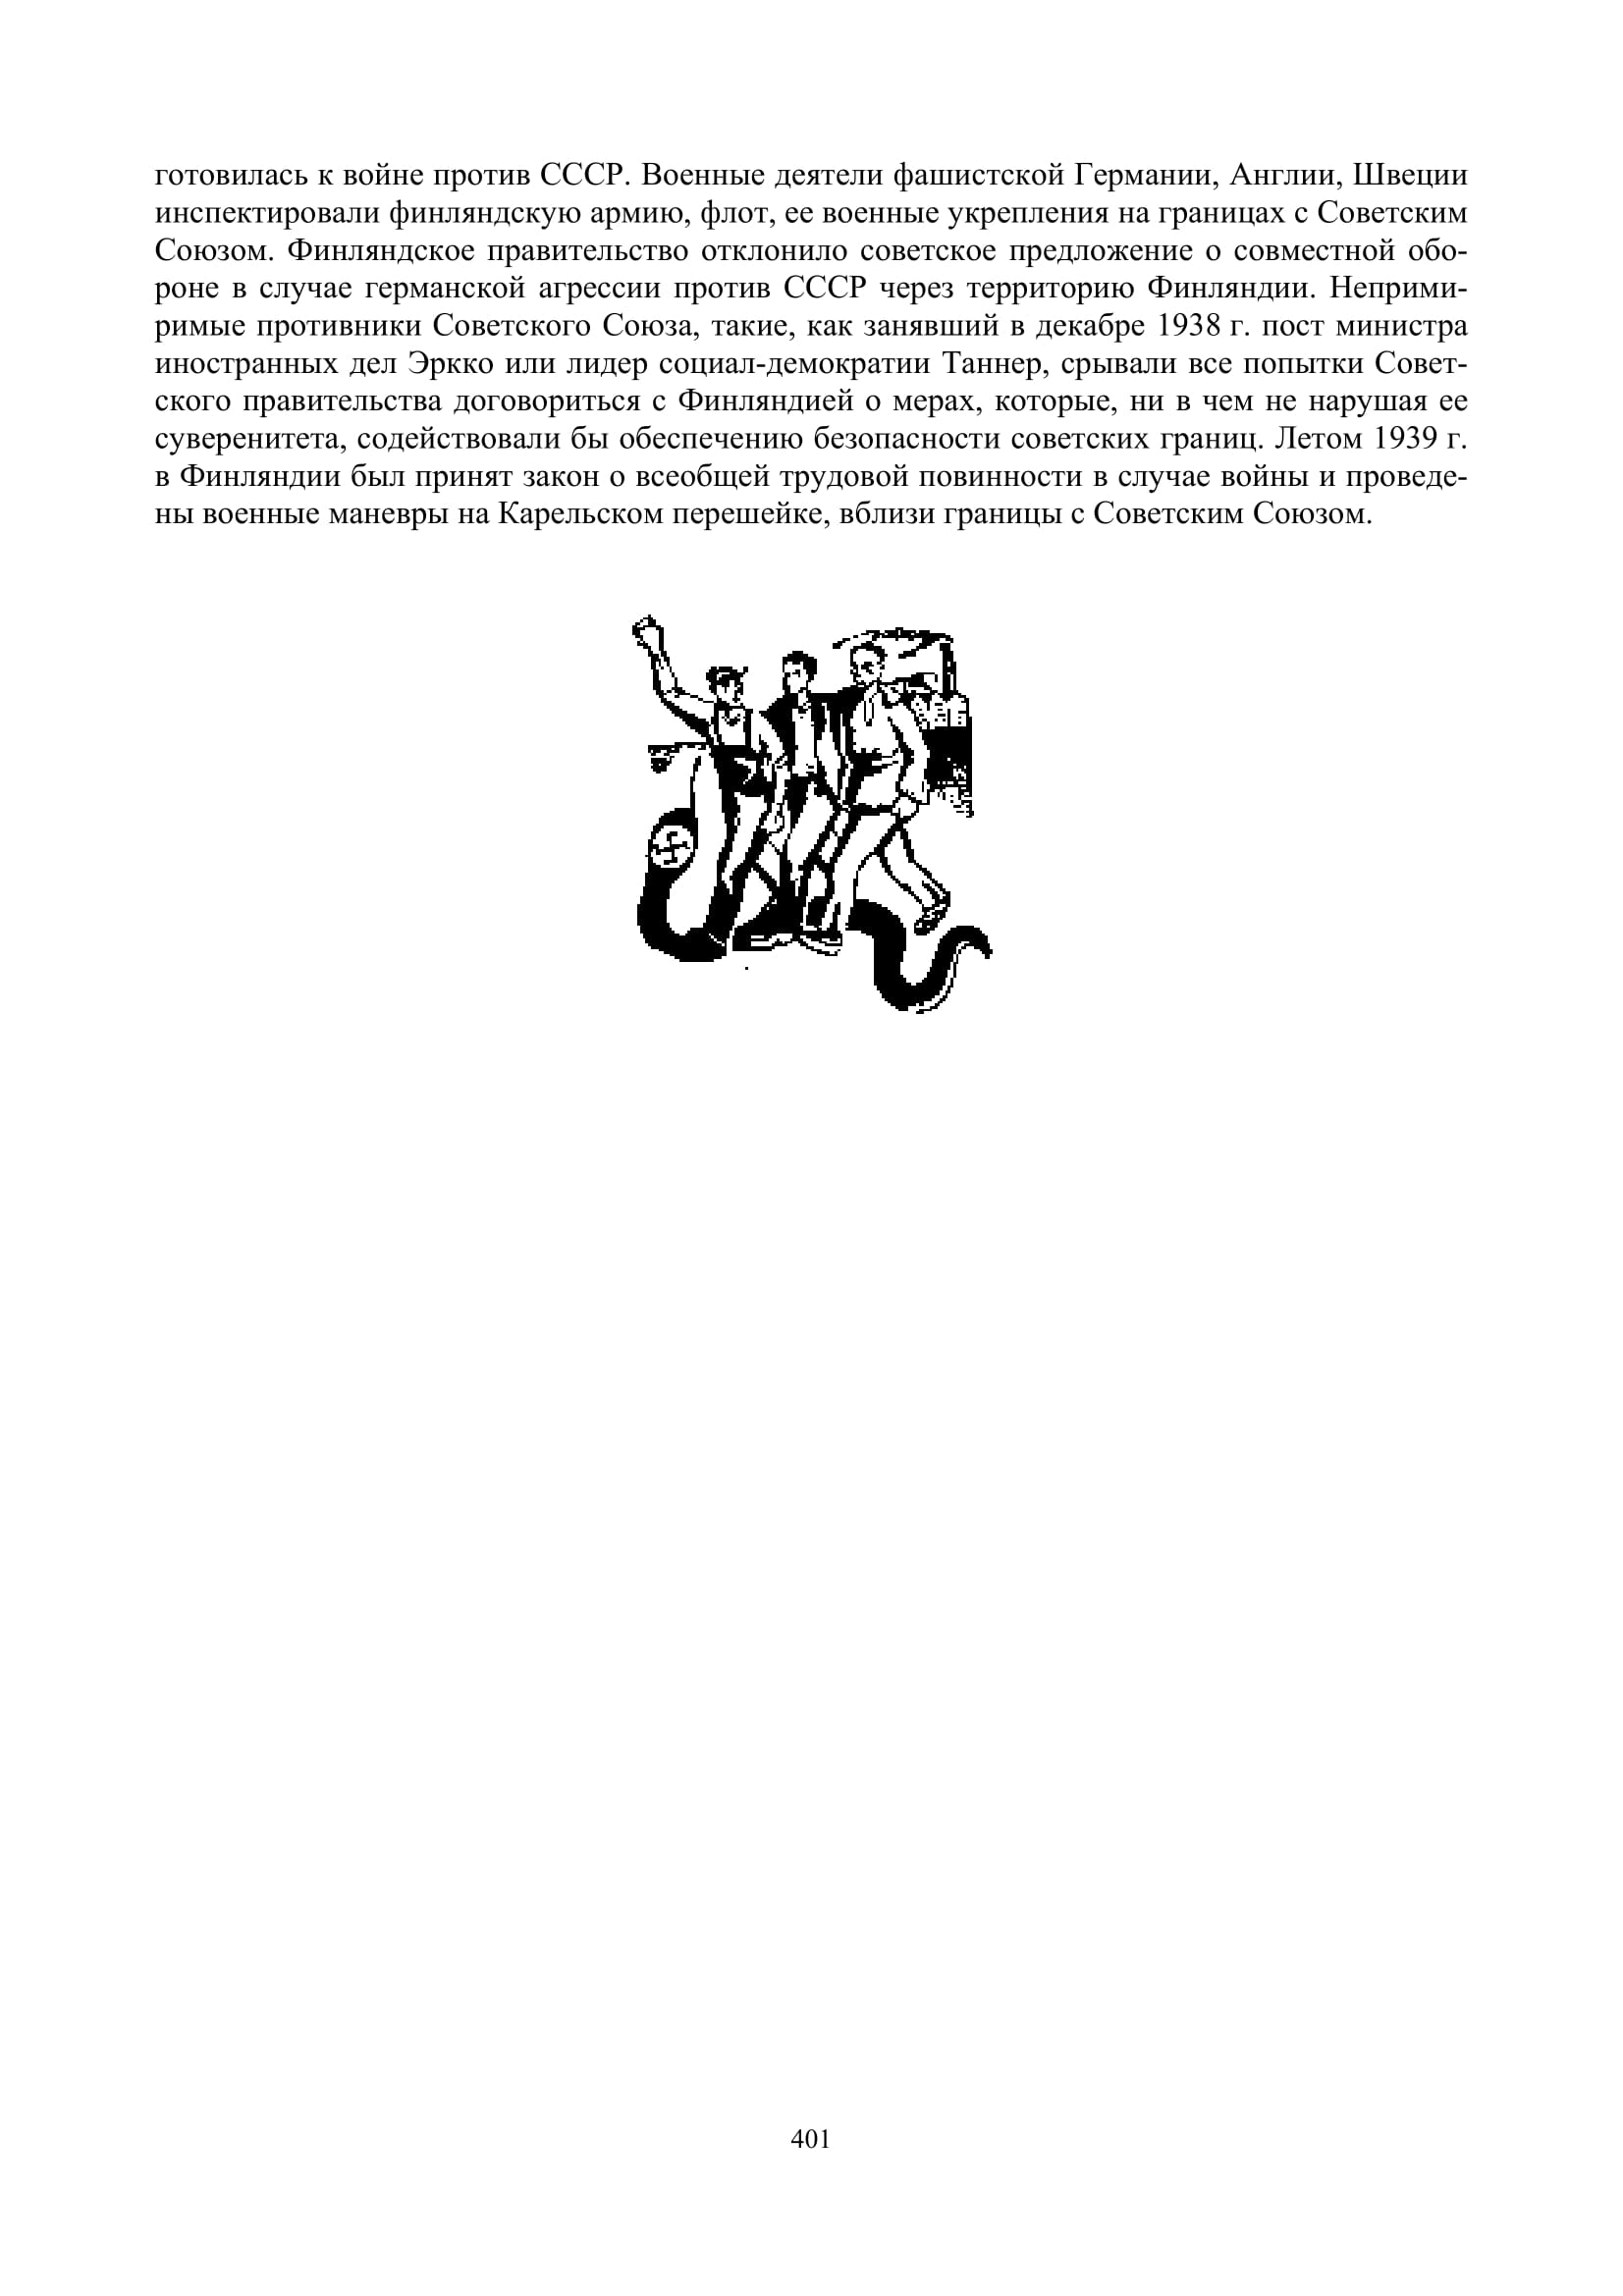 готовилась к войне против СССР. Военные деятели фашистской Германии, Англии, Швеции
инспектировали финляндскую армию, флот, ее военные укрепления на границах с Советским
Союзом. Финляндское правительство отклонило советское предложение о совместной обо-
роне в случае германской агрессии против СССР через территорию Финляндии. Неприми-
римые противники Советского Союза, такие, как занявший в декабре 1938 г. пост министра
иностранных дел Эркко или лидер социал-демократии Таннер, срывали все попытки Совет-
ского правительства договориться с Финляндией о мерах, которые, ни в чем не нарушая ее
суверенитета, содействовали бы обеспечению безопасности советских границ. Летом 1939 г.
в Финляндии был принят закон о всеобщей трудовой повинности в случае войны и проведе-
ны военные маневры на Карельском перешейке, вблизи границы с Советским Союзом.
401